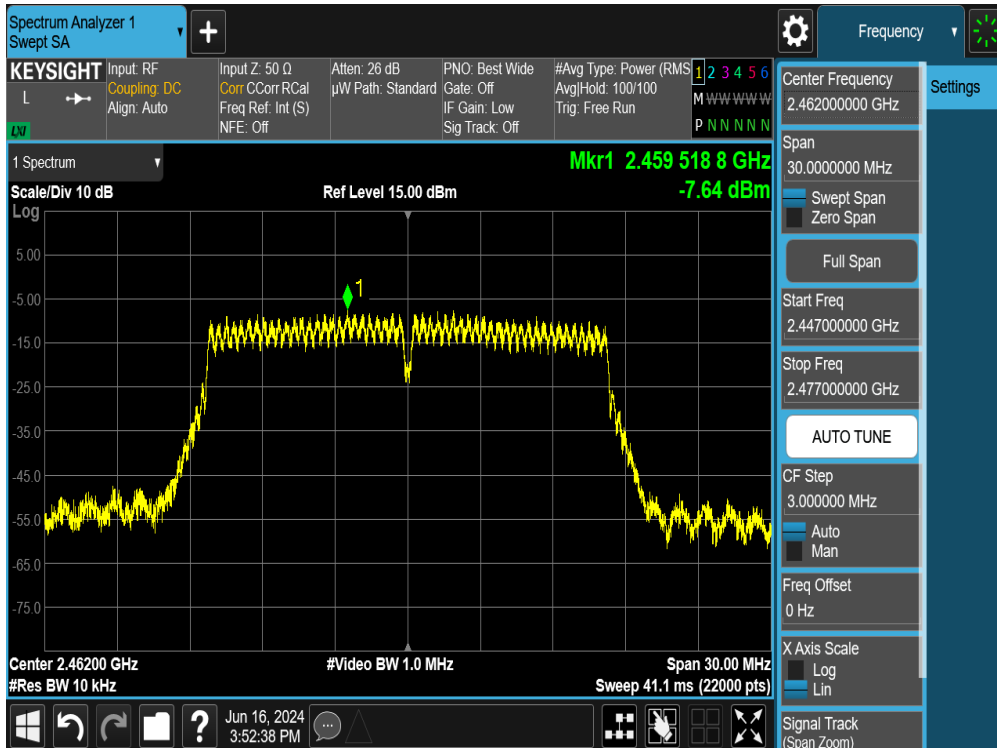 Spectrum Analyzer 1
Swept SA
+
Frequency
KEYSIGHT
L
LXI
Input: RF
Coupling: DC
Align: Auto
Input Z: 50 Ω
Corr CCorr RCal
Freq Ref: Int (S)
NFE: Off
Atten: 26 dB
µW Path: Standard
PNO: Best Wide
Gate: Off
IF Gain: Low
Sig Track: Off
#Avg Type: Power (RMS
Avg|Hold: 100/100
Trig: Free Run
1 2 3 4 5 6
M W W W W W
P N N N N N
Center Frequency
2.462000000 GHz
Settings
1 Spectrum
Mkr1 2.459 518 8 GHz
-7.64 dBm
Scale/Div 10 dB
Ref Level 15.00 dBm
Log
5.00
-5.00
-15.0
-25.0
-35.0
-45.0
-55.0
-65.0
-75.0
1
Center 2.46200 GHz
#Video BW 1.0 MHz
Span 30.00 MHz
#Res BW 10 kHz
Sweep 41.1 ms (22000 pts)
Span
30.0000000 MHz
Swept Span
Zero Span
Full Span
Start Freq
2.447000000 GHz
Stop Freq
2.477000000 GHz
AUTO TUNE
CF Step
3.000000 MHz
Auto
Man
Freq Offset
0 Hz
X Axis Scale
Log
Lin
Signal Track
(Span Zoom)
?
Jun 16, 2024
3:52:38 PM